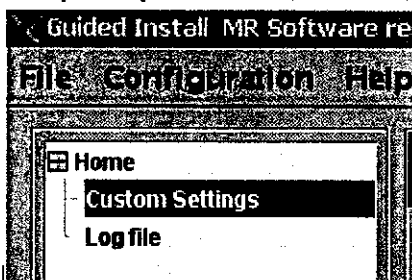 Guided Install MR Software re
File Configuration Help
Home
Custom Settings
Log file